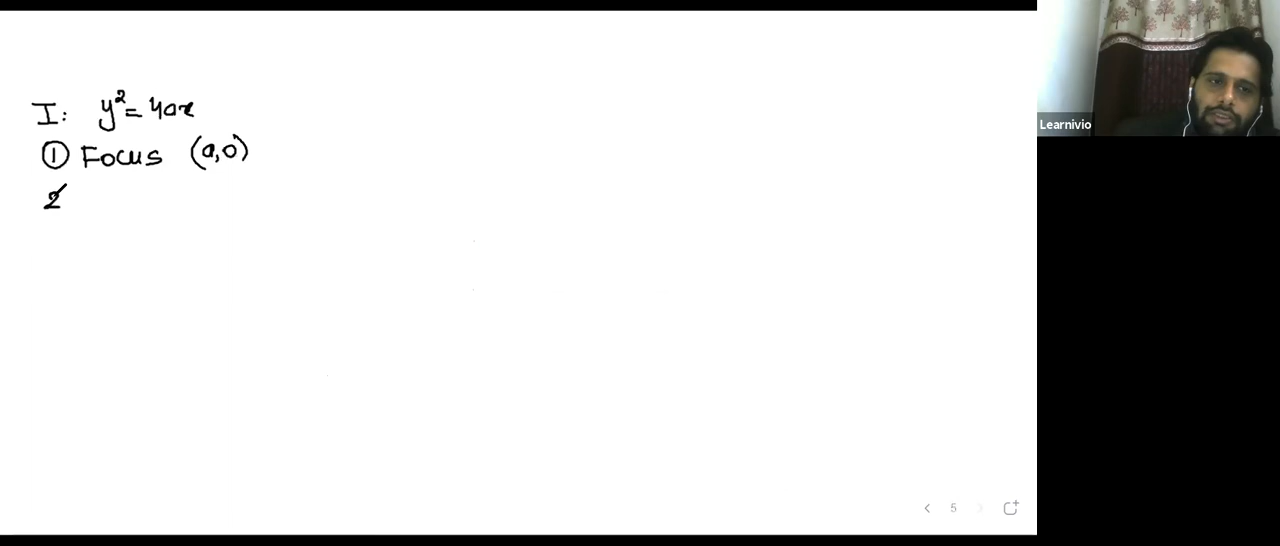 I: y² = 4ax
① Focus (a,0)
2
Learnivio
5